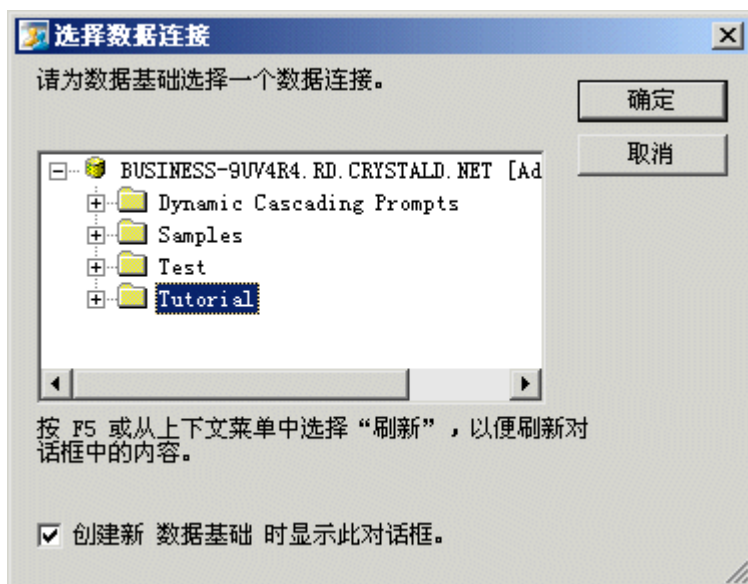 选择数据连接
请为数据基础选择一个数据连接。
确定
取消
BUSINESS-9UV4R4.RD.CRYSTALD.NET [Ad
Dynamic Cascading Prompts
Samples
Test
Tutorial
按 F5 或从上下文菜单中选择“刷新”，以便刷新对
话框中的内容。
创建新 数据基础 时显示此对话框。